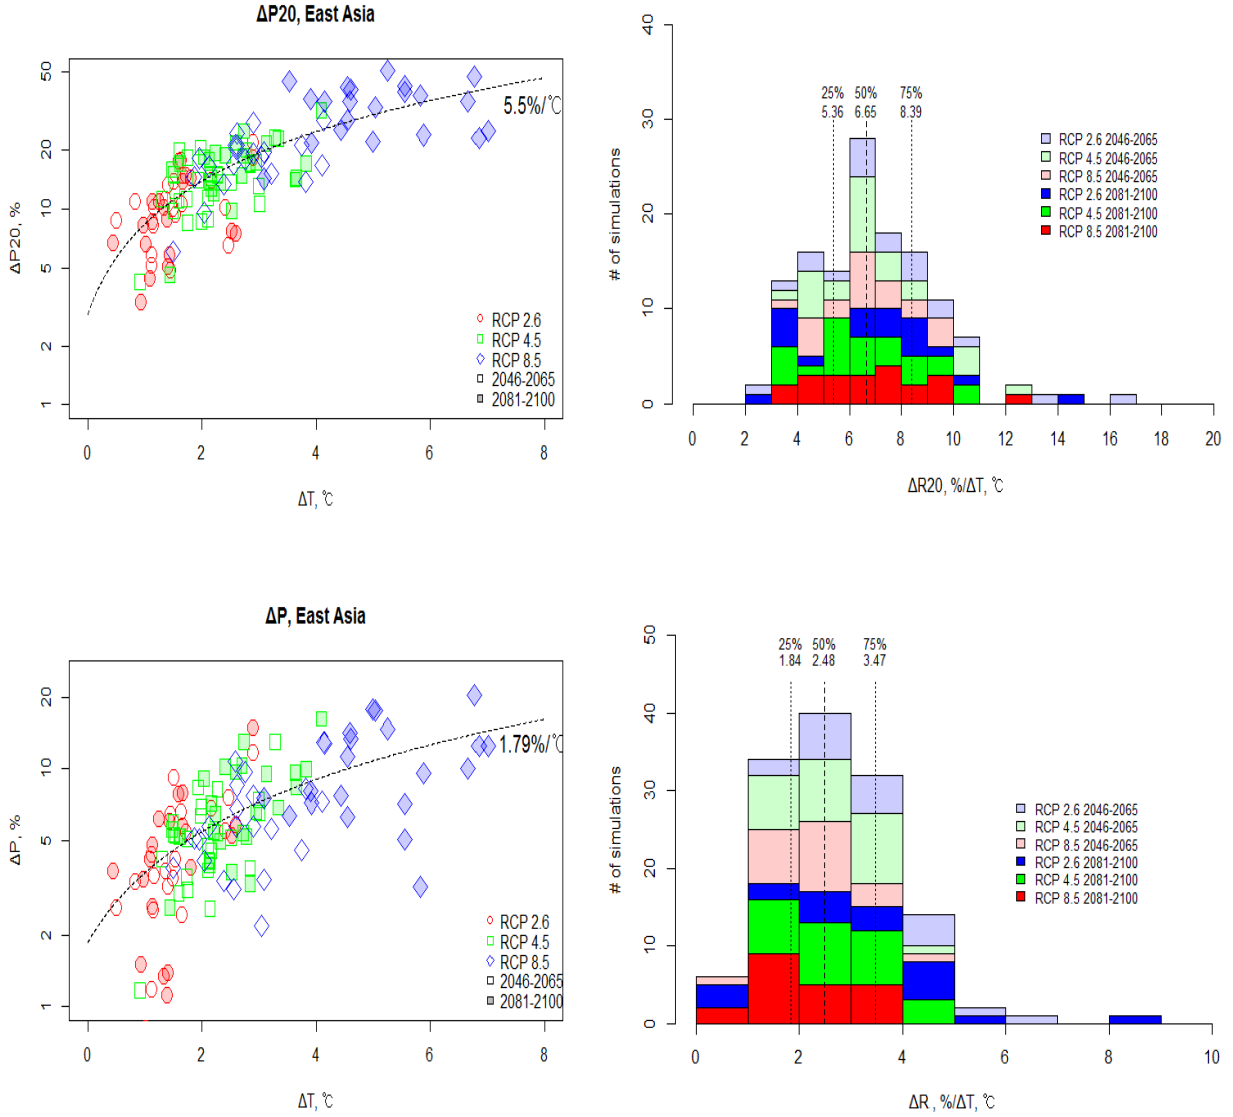 ΔP20, East Asia
ΔP20, %
50
20
10
5
2
1
5.5%/℃
RCP 2.6
RCP 4.5
RCP 8.5
2046-2065
2081-2100
0 2 4 6 8
ΔT, ℃
# of simulations
40
30
20
10
0
25% 50% 75%
5.36 6.65 8.39
RCP 2.6 2046-2065
RCP 4.5 2046-2065
RCP 8.5 2046-2065
RCP 2.6 2081-2100
RCP 4.5 2081-2100
RCP 8.5 2081-2100
0 2 4 6 8 10 12 14 16 18 20
ΔR20, %/ΔT, ℃
ΔP, East Asia
ΔP, %
20
10
5
2
1
1.79%/℃
RCP 2.6
RCP 4.5
RCP 8.5
2046-2065
2081-2100
0 2 4 6 8
ΔT, ℃
# of simulations
50
40
30
20
10
0
25% 50% 75%
1.84 2.48 3.47
RCP 2.6 2046-2065
RCP 4.5 2046-2065
RCP 8.5 2046-2065
RCP 2.6 2081-2100
RCP 4.5 2081-2100
RCP 8.5 2081-2100
0 2 4 6 8 10
ΔR , %/ΔT, ℃